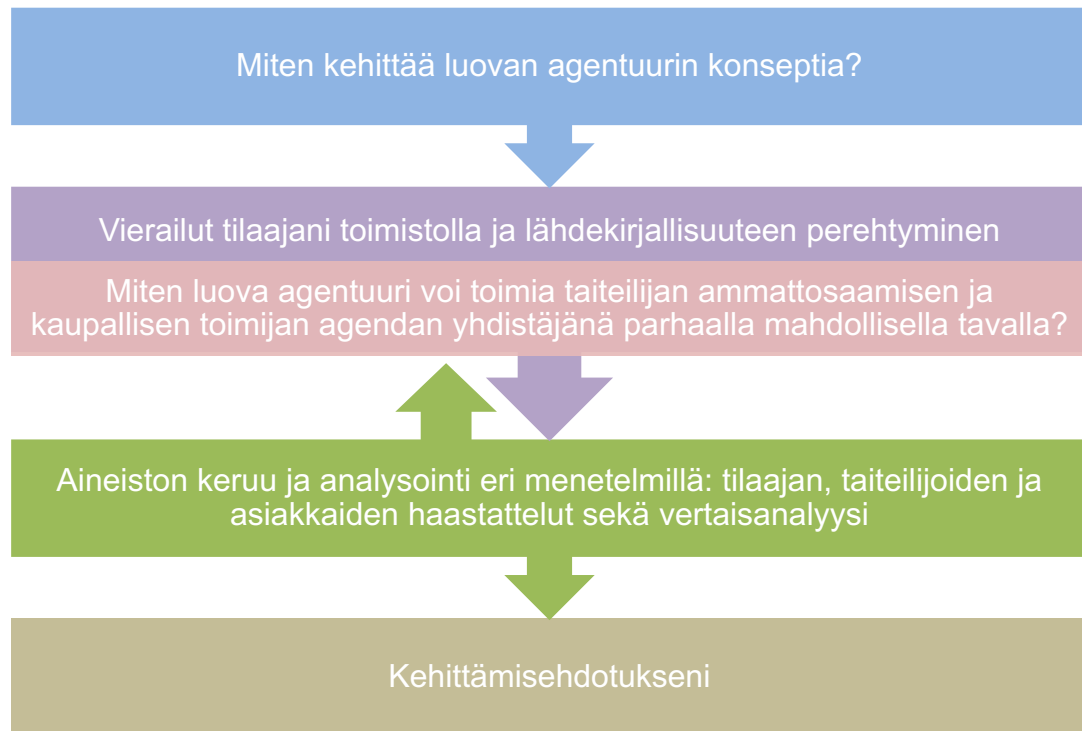 Miten kehittää luovan agentuurin konseptia?
Vierailut tilaajani toimistolla ja lähdekirjallisuuteen perehtyminen
Miten luova agentuuri voi toimia taiteilijan ammattosaamisen ja
kaupallisen toimijan agendan yhdistäjänä parhaalla mahdollisella tavalla?
Aineiston keruu ja analysointi eri menetelmillä: tilaajan, taiteilijoiden ja
asiakkaiden haastattelut sekä vertaisanalyysi
Kehittämisehdotukseni